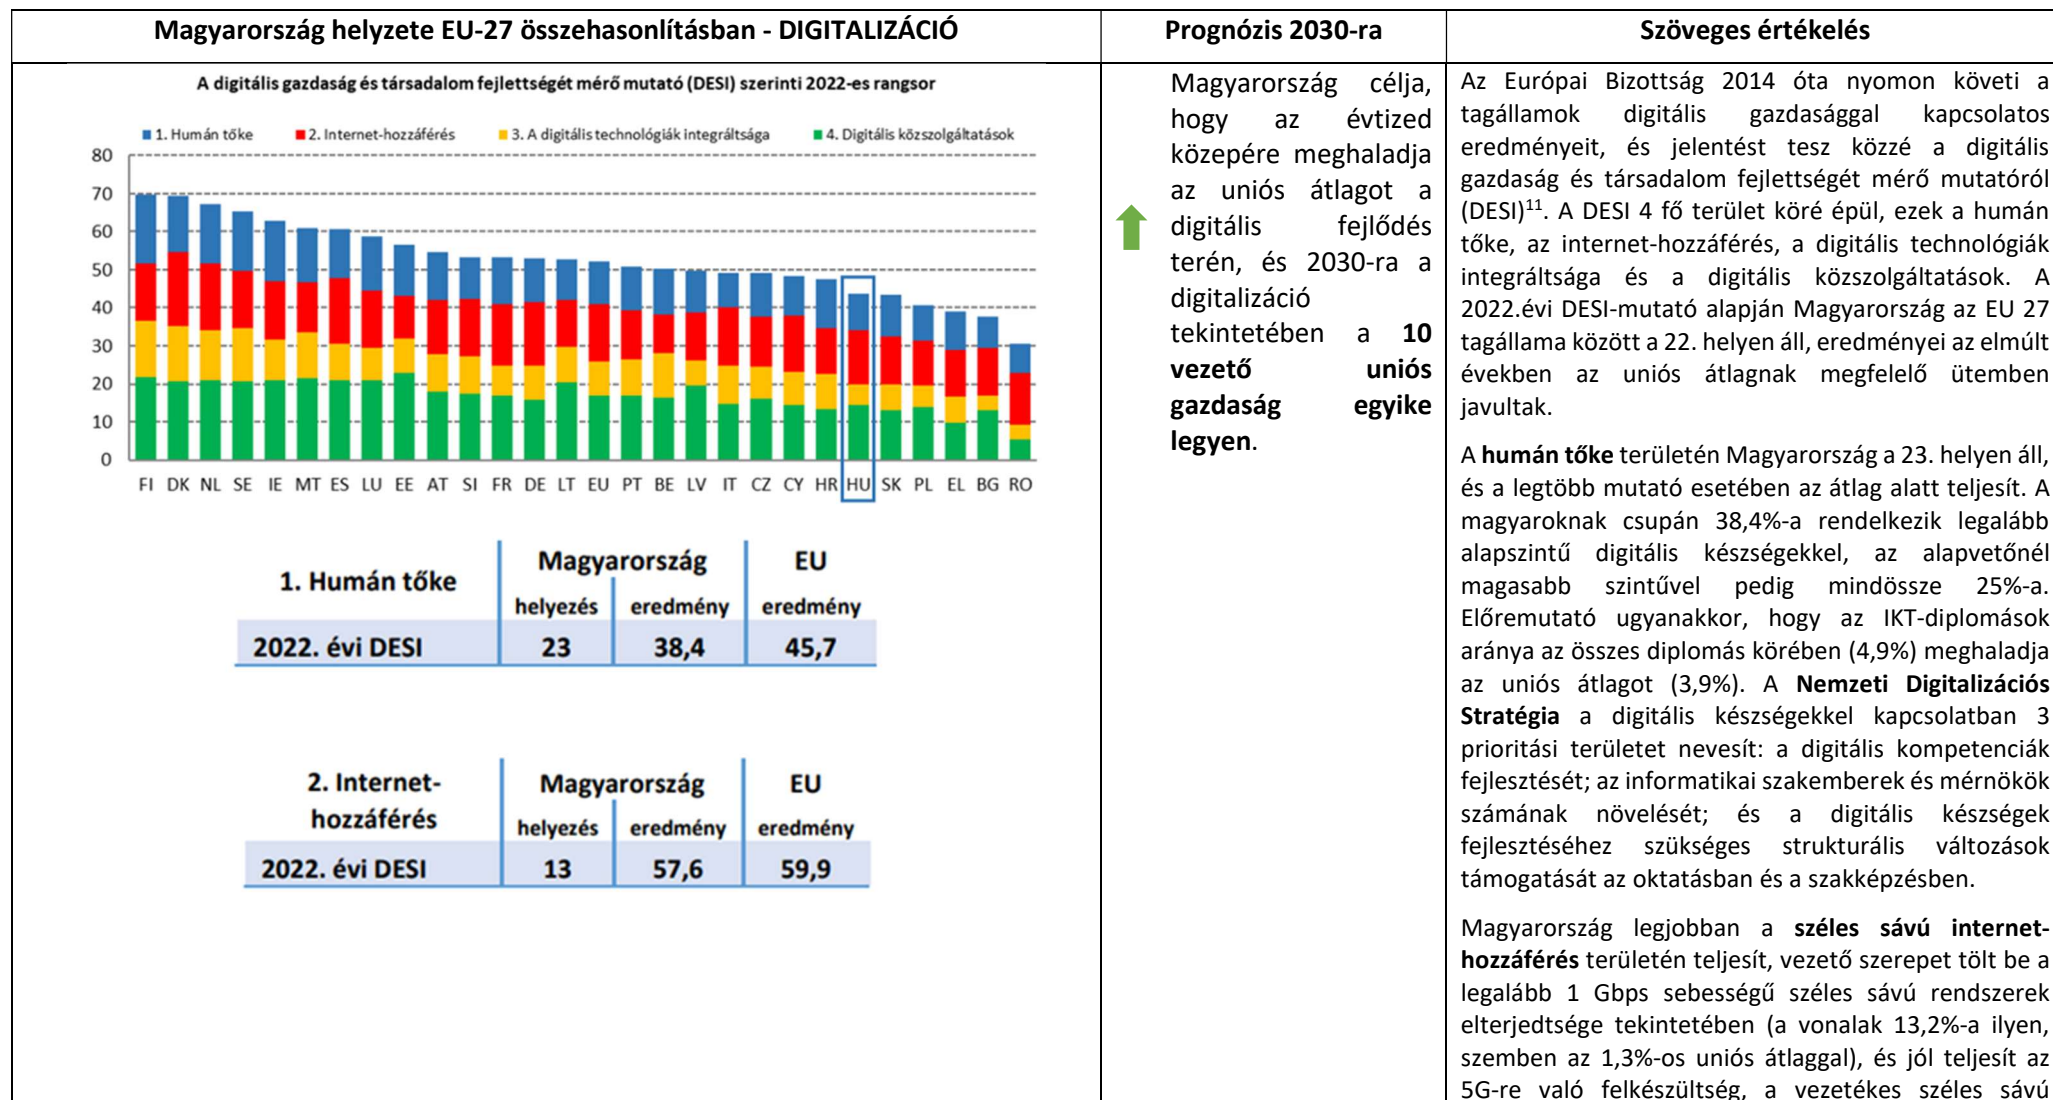 Magyarország helyzete EU-27 összehasonlításban - DIGITALIZÁCIÓ
A digitális gazdaság és társadalom fejlettségét mérő mutató (DESI) szerinti 2022-es rangsor
1. Humán tőke 2. Internet-hozzáférés 3. A digitális technológiák integráltsága 4. Digitális közszolgáltatások
80
70
60
50
40
30
20
10
0
FI DK NL SE IE MT ES LU EE AT SI FR DE LT EU PT BE LV IT CZ CY HR HU SK PL EL BG RO
1. Humán tőke Magyarország EU
helyezés eredmény eredmény
2022. évi DESI 23 38,4 45,7
2. Internet-
hozzáférés
Magyarország EU
helyezés eredmény eredmény
2022. évi DESI 13 57,6 59,9
Prognózis 2030-ra
Magyarország célja,
hogy az évtized
közepére meghaladja
az uniós átlagot a
digitális fejlődés
terén, és 2030-ra a
digitalizáció
tekintetében a 10
vezető uniós
gazdaság egyike
legyen.
Szöveges értékelés
Az Európai Bizottság 2014 óta nyomon követi a
tagállamok digitális gazdasággal kapcsolatos
eredményeit, és jelentést tesz közzé a digitális
gazdaság és társadalom fejlettségét mérő mutatóról
(DESI)11. A DESI 4 fő terület köré épül, ezek a humán
tőke, az internet-hozzáférés, a digitális technológiák
integráltsága és a digitális közszolgáltatások. A
2022.évi DESI-mutató alapján Magyarország az EU 27
tagállama között a 22. helyen áll, eredményei az elmúlt
években az uniós átlagnak megfelelő ütemben
javultak.
A humán tőke területén Magyarország a 23. helyen áll,
és a legtöbb mutató esetében az átlag alatt teljesít. A
magyaroknak csupán 38,4%-a rendelkezik legalább
alapszintű digitális készségekkel, az alapvetőnél
magasabb szintűvel pedig mindössze 25%-a.
Előremutató ugyanakkor, hogy az IKT-diplomások
aránya az összes diplomás körében (4,9%) meghaladja
az uniós átlagot (3,9%). A Nemzeti Digitalizációs
Stratégia a digitális készségekkel kapcsolatban 3
prioritási területet nevesít: a digitális kompetenciák
fejlesztését; az informatikai szakemberek és mérnökök
számának növelését; és a digitális készségek
fejlesztéséhez szükséges strukturális változások
támogatását az oktatásban és a szakképzésben.
Magyarország legjobban a széles sávú internet-
hozzáférés területén teljesít, vezető szerepet tölt be a
legalább 1 Gbps sebességű széles sávú rendszerek
elterjedtsége tekintetében (a vonalak 13,2%-a ilyen,
szemben az 1,3%-os uniós átlaggal), és jól teljesít az
5G-re való felkészültség, a vezetékes széles sávú